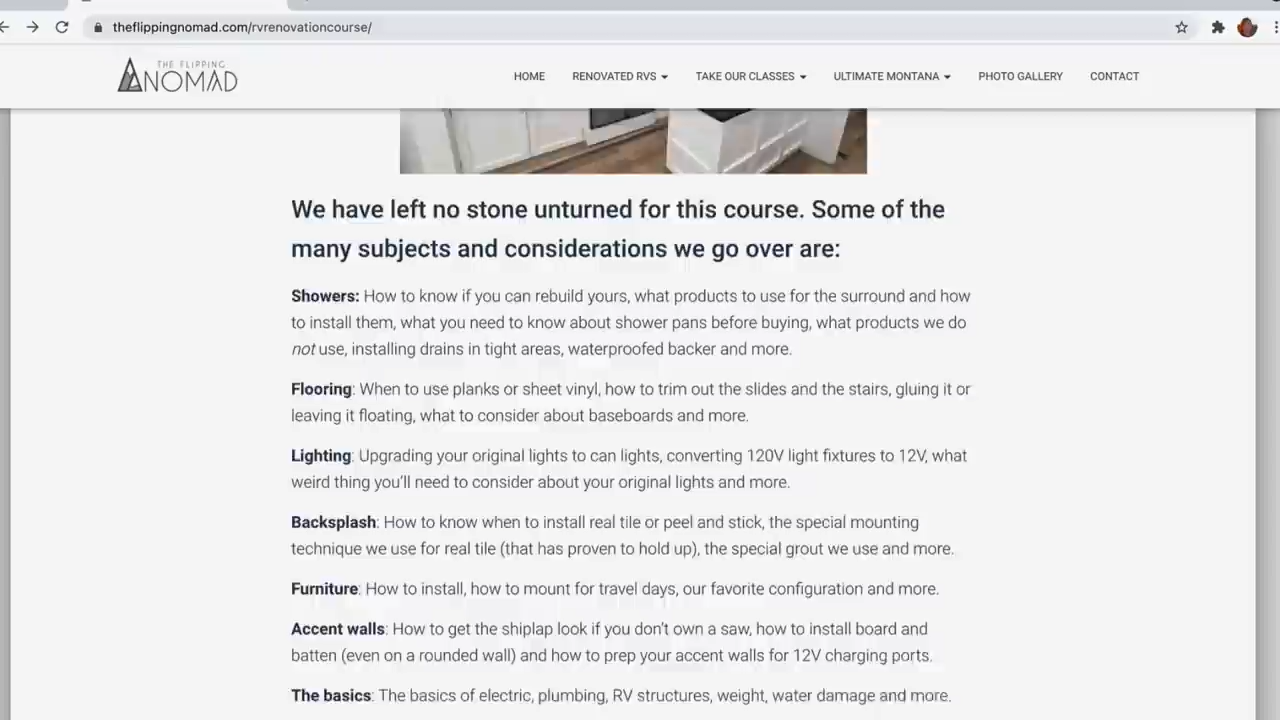 theflippingnomad.com/rvrenovationcourse/
THE FLIPPING
NOMAD
HOME RENOVATED RVS TAKE OUR CLASSES ULTIMATE MONTANA PHOTO GALLERY CONTACT
We have left no stone unturned for this course. Some of the
many subjects and considerations we go over are:
Showers: How to know if you can rebuild yours, what products to use for the surround and how
to install them, what you need to know about shower pans before buying, what products we do
not use, installing drains in tight areas, waterproofed backer and more.
Flooring: When to use planks or sheet vinyl, how to trim out the slides and the stairs, gluing it or
leaving it floating, what to consider about baseboards and more.
Lighting: Upgrading your original lights to can lights, converting 120V light fixtures to 12V, what
weird thing you’ll need to consider about your original lights and more.
Backsplash: How to know when to install real tile or peel and stick, the special mounting
technique we use for real tile (that has proven to hold up), the special grout we use and more.
Furniture: How to install, how to mount for travel days, our favorite configuration and more.
Accent walls: How to get the shiplap look if you don’t own a saw, how to install board and
batten (even on a rounded wall) and how to prep your accent walls for 12V charging ports.
The basics: The basics of electric, plumbing, RV structures, weight, water damage and more.